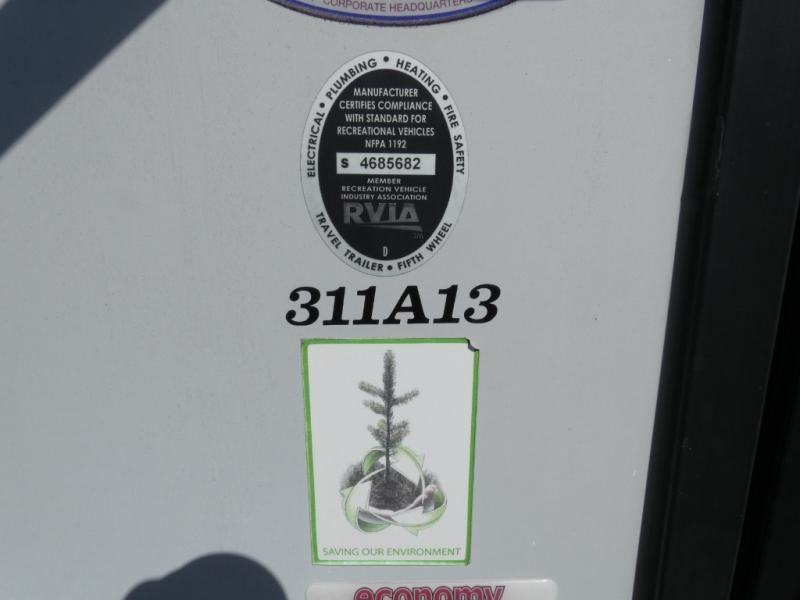 CORPORATE HEADQUARTERS
ELECTRICAL • PLUMBING • HEATING • FIRE SAFETY
MANUFACTURER
CERTIFIES COMPLIANCE
WITH STANDARD FOR
RECREATIONAL VEHICLES
NFPA 1192
S 4685682
MEMBER
RECREATION VEHICLE
INDUSTRY ASSOCIATION
RVIA
SM
D
TRAVEL TRAILER • FIFTH WHEEL
311A13
SAVING OUR ENVIRONMENT
economy